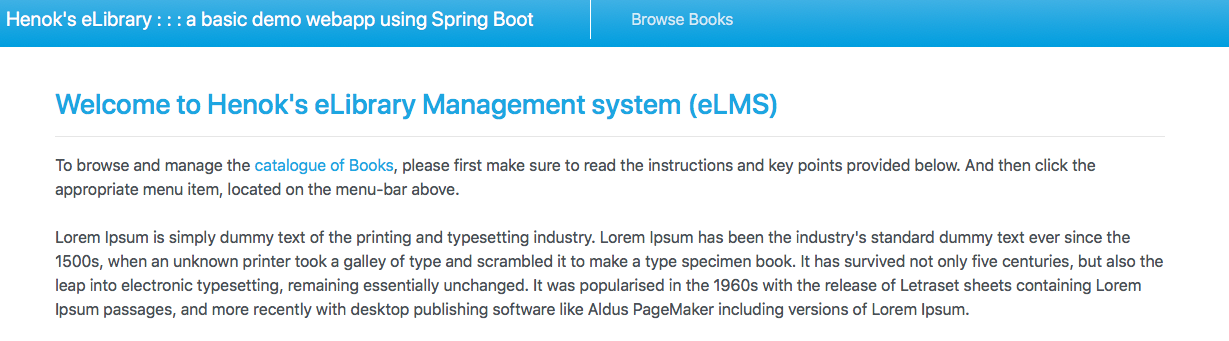 Henok's eLibrary : : : a basic demo webapp using Spring Boot
Browse Books
Welcome to Henok's eLibrary Management system (eLMS)
To browse and manage the catalogue of Books, please first make sure to read the instructions and key points provided below. And then click the
appropriate menu item, located on the menu-bar above.
Lorem Ipsum is simply dummy text of the printing and typesetting industry. Lorem Ipsum has been the industry's standard dummy text ever since the
1500s, when an unknown printer took a galley of type and scrambled it to make a type specimen book. It has survived not only five centuries, but also the
leap into electronic typesetting, remaining essentially unchanged. It was popularised in the 1960s with the release of Letraset sheets containing Lorem
Ipsum passages, and more recently with desktop publishing software like Aldus PageMaker including versions of Lorem Ipsum.